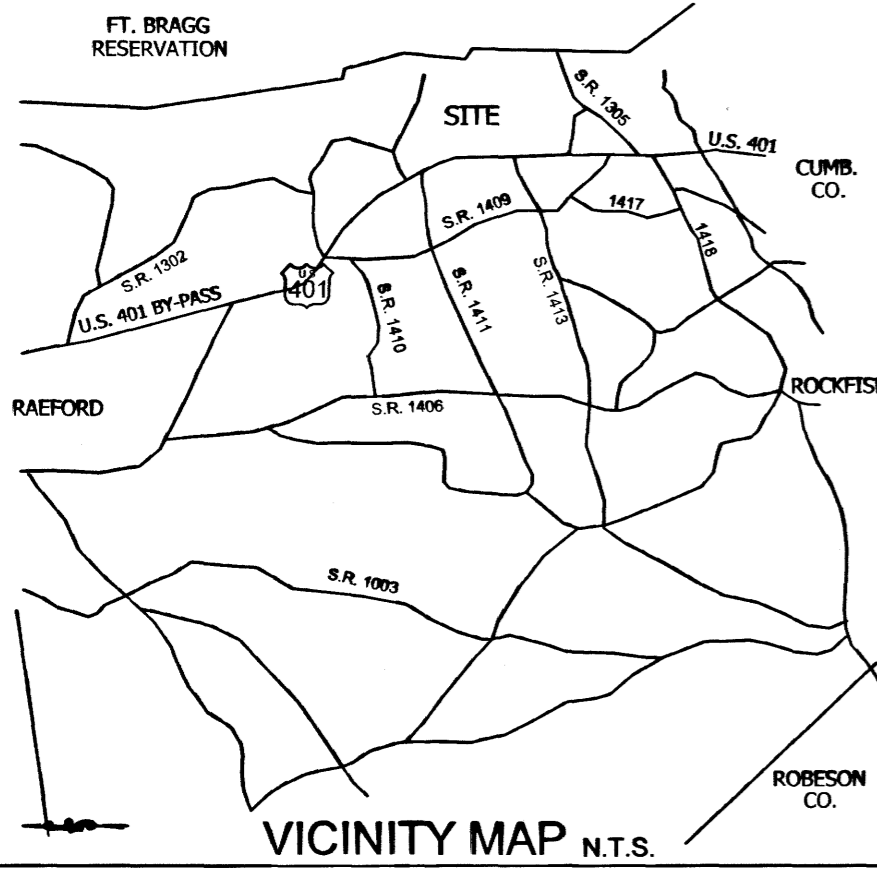 FT. BRAGG
RESERVATION
SITE
S.R. 1305
U.S. 401
CUMB.
CO.
S.R. 1409
1417
1418
S.R. 1302
U.S.
401
U.S. 401 BY-PASS
S.R. 1410
S.R. 1411
S.R. 1413
RAEFORD
S.R. 1406
ROCKFISH
S.R. 1003
ROBESON
CO.
VICINITY MAP N.T.S.